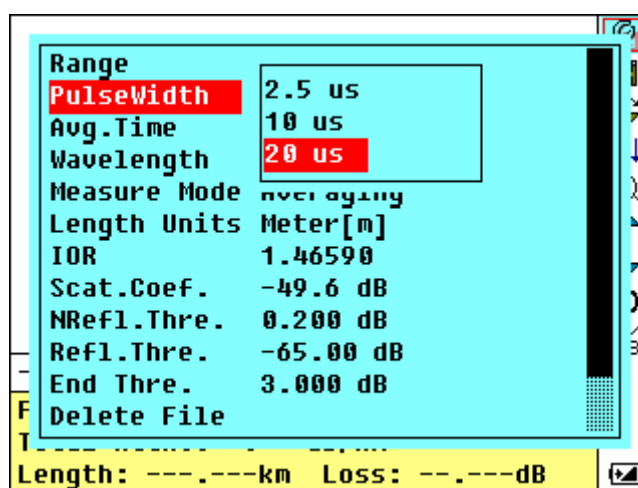 Range
PulseWidth 2.5 us
Avg.Time 10 us
Wavelength 20 us
Measure Mode Averaging
Length Units Meter[m]
IOR 1.46590
Scat.Coef. -49.6 dB
NRefl.Thre. 0.200 dB
Refl.Thre. -65.00 dB
End Thre. 3.000 dB
Delete File
Length: ---.---km Loss: --.---dB